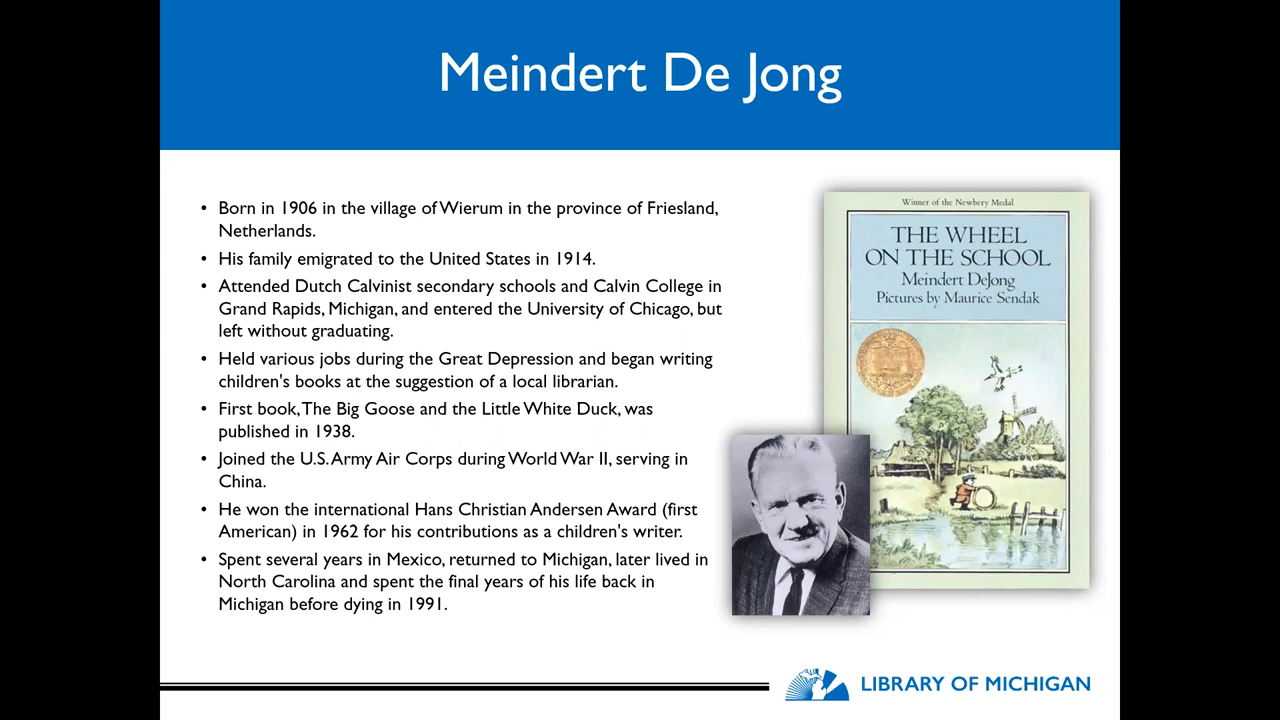 Meindert De Jong
• Born in 1906 in the village of Wierum in the province of Friesland,
Netherlands.
• His family emigrated to the United States in 1914.
• Attended Dutch Calvinist secondary schools and Calvin College in
Grand Rapids, Michigan, and entered the University of Chicago, but
left without graduating.
• Held various jobs during the Great Depression and began writing
children's books at the suggestion of a local librarian.
• First book, The Big Goose and the Little White Duck, was
published in 1938.
• Joined the U.S. Army Air Corps during World War II, serving in
China.
• He won the international Hans Christian Andersen Award (first
American) in 1962 for his contributions as a children's writer.
• Spent several years in Mexico, returned to Michigan, later lived in
North Carolina and spent the final years of his life back in
Michigan before dying in 1991.
Winner of the Newbery Medal
THE WHEEL
ON THE SCHOOL
Meindert DeJong
Pictures by Maurice Sendak
LIBRARY OF MICHIGAN